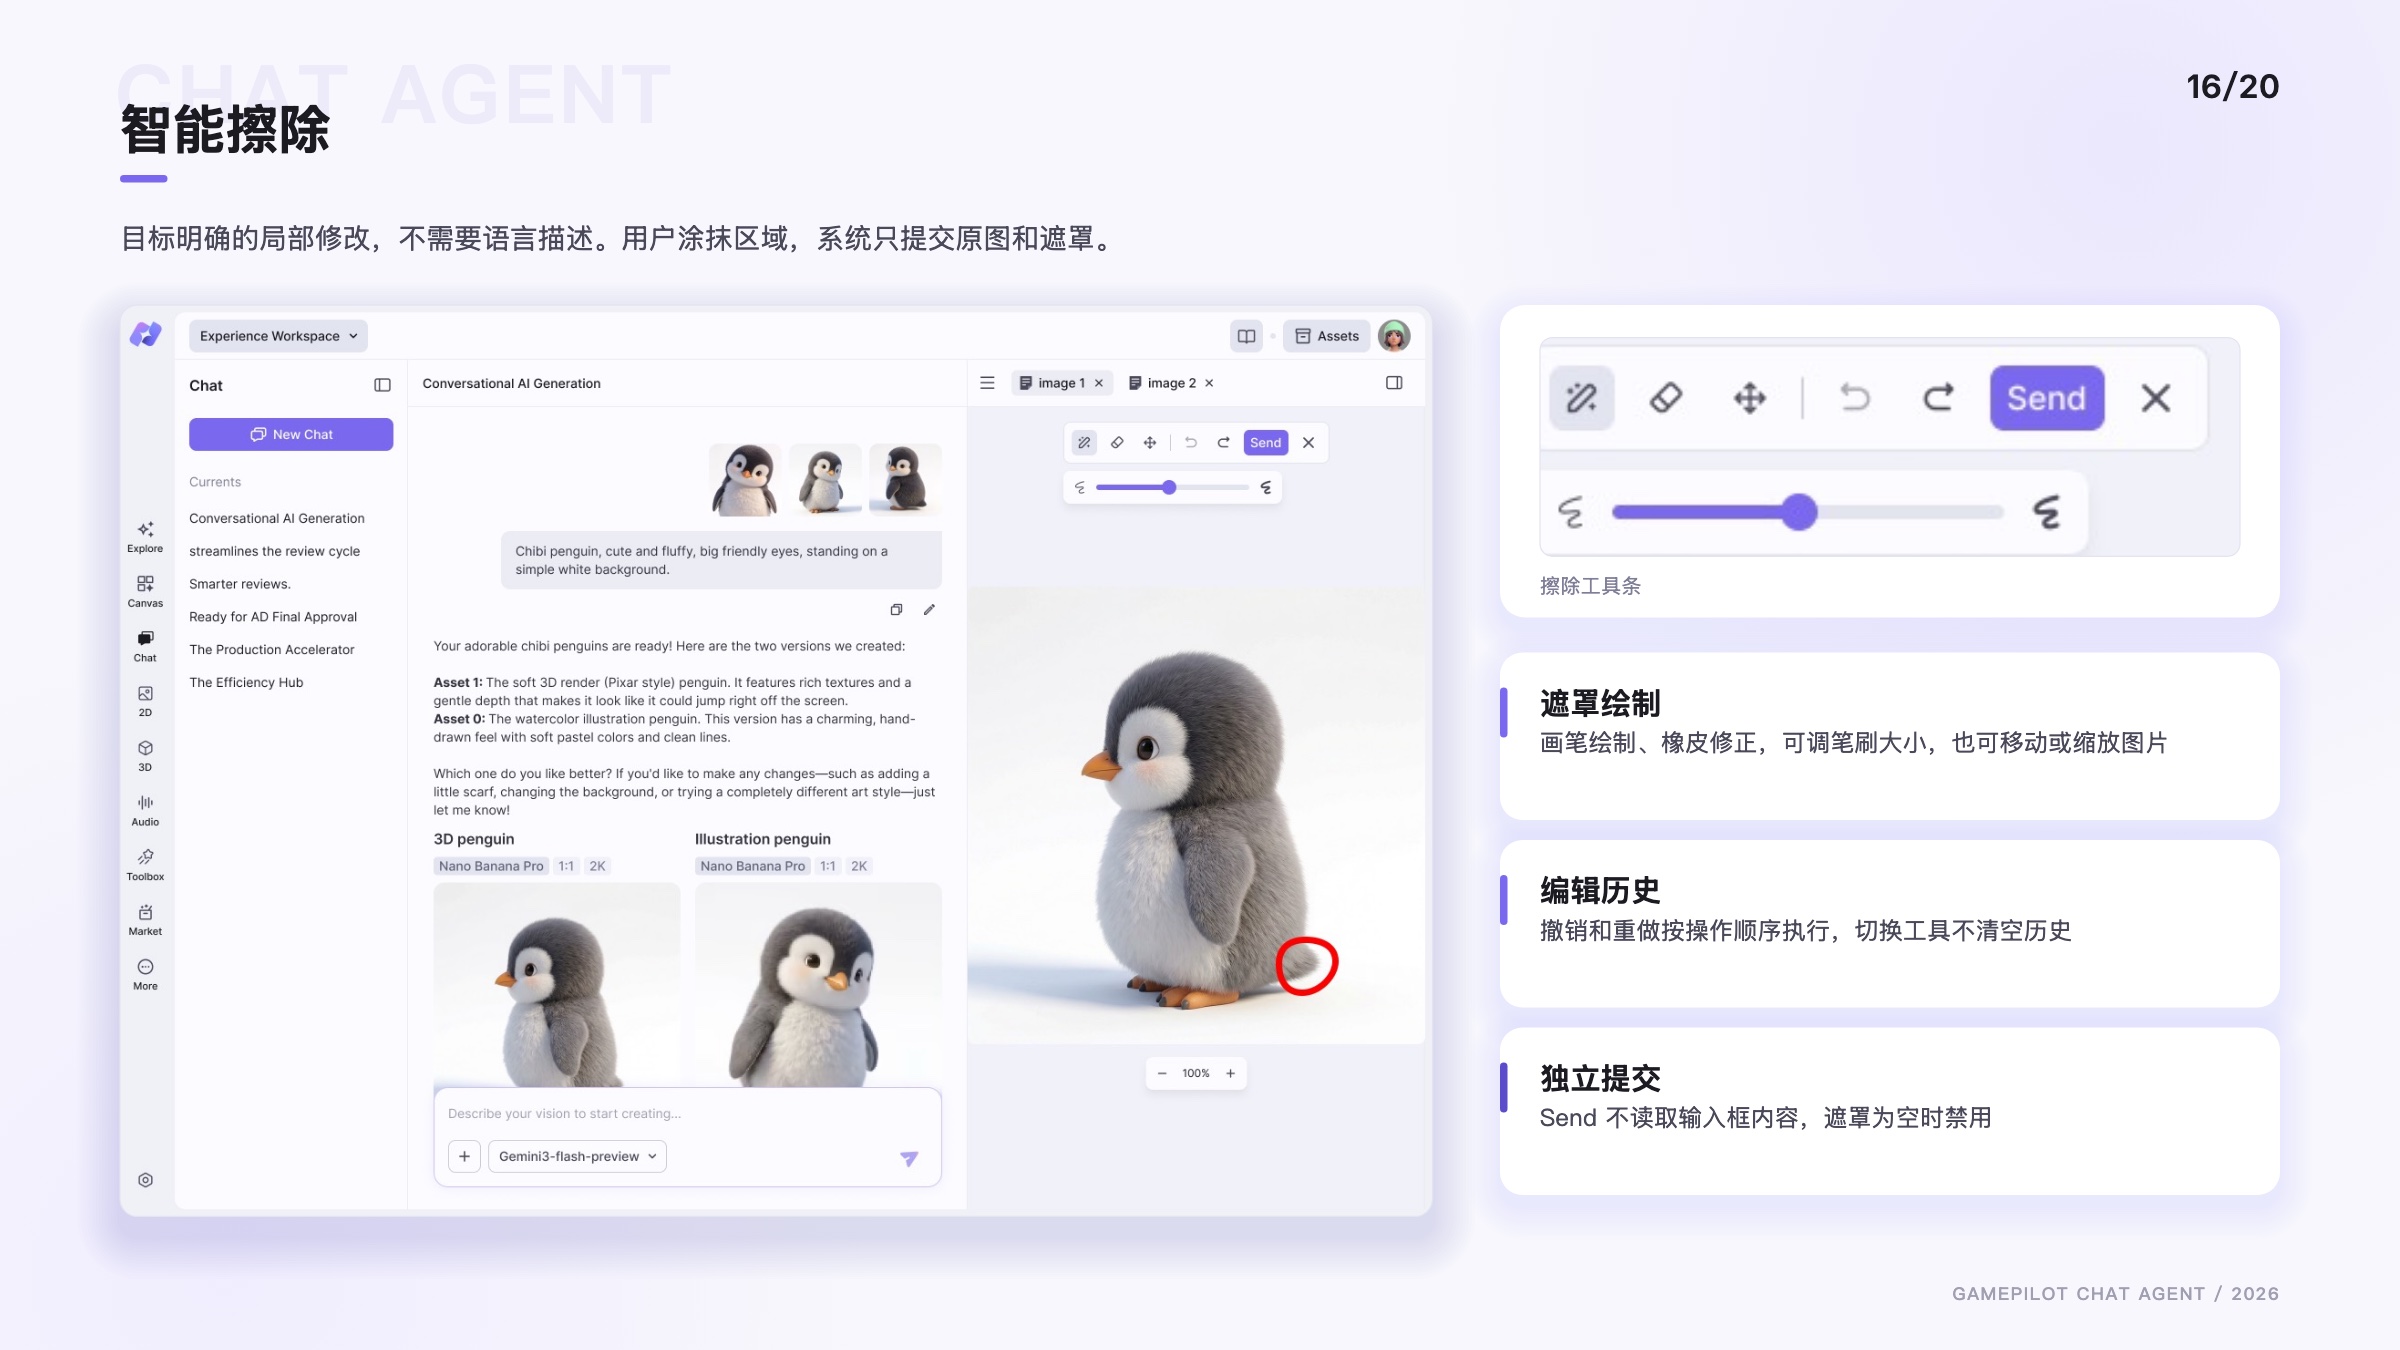 CHAT AGENT
16/20
智能擦除
目标明确的局部修改，不需要语言描述。用户涂抹区域，系统只提交原图和遮罩。
Experience Workspace
Assets
Explore
Canvas
Chat
2D
3D
Audio
Toolbox
Market
More
Chat
New Chat
Currents
Conversational AI Generation
streamlines the review cycle
Smarter reviews.
Ready for AD Final Approval
The Production Accelerator
The Efficiency Hub
Conversational AI Generation
Chibi penguin, cute and fluffy, big friendly eyes, standing on a
simple white background.
Your adorable chibi penguins are ready! Here are the two versions we created:
Asset 1: The soft 3D render (Pixar style) penguin. It features rich textures and a
gentle depth that makes it look like it could jump right off the screen.
Asset 0: The watercolor illustration penguin. This version has a charming, hand-
drawn feel with soft pastel colors and clean lines.
Which one do you like better? If you'd like to make any changes—such as adding a
little scarf, changing the background, or trying a completely different art style—just
let me know!
3D penguin
Nano Banana Pro 1:1 2K
Illustration penguin
Nano Banana Pro 1:1 2K
Describe your vision to start creating...
Gemini3-flash-preview
image 1
image 2
Send
100%
Send
擦除工具条
遮罩绘制
画笔绘制、橡皮修正，可调笔刷大小，也可移动或缩放图片
编辑历史
撤销和重做按操作顺序执行，切换工具不清空历史
独立提交
Send 不读取输入框内容，遮罩为空时禁用
GAMEPILOT CHAT AGENT / 2026